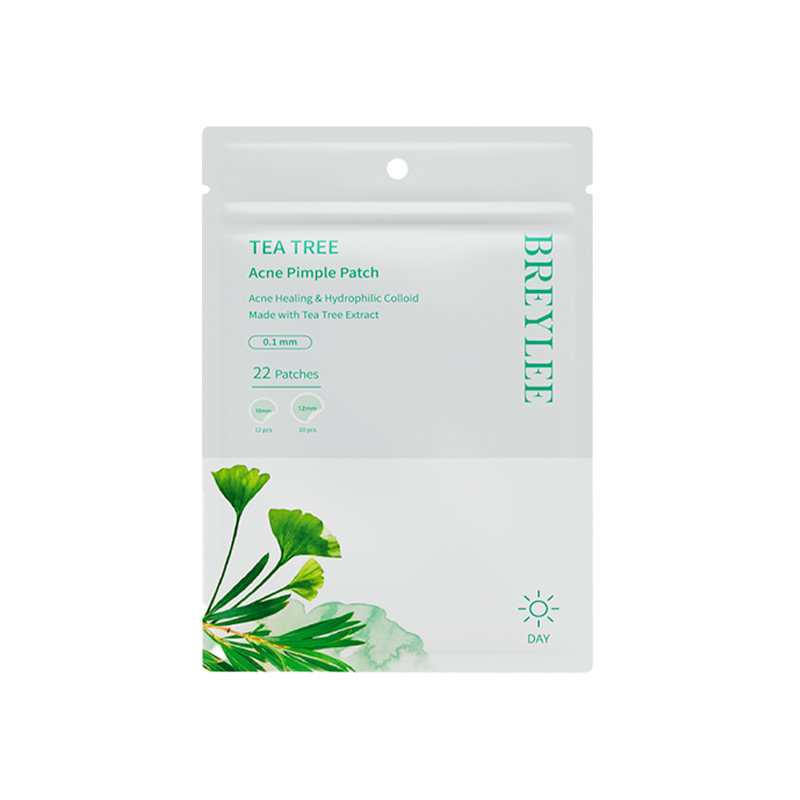 TEA TREE
Acne Pimple Patch
Acne Healing & Hydrophilic Colloid
Made with Tea Tree Extract
0.1 mm
22 Patches
10mm
12mm
12 pcs
10 pcs
BREYLEE
DAY